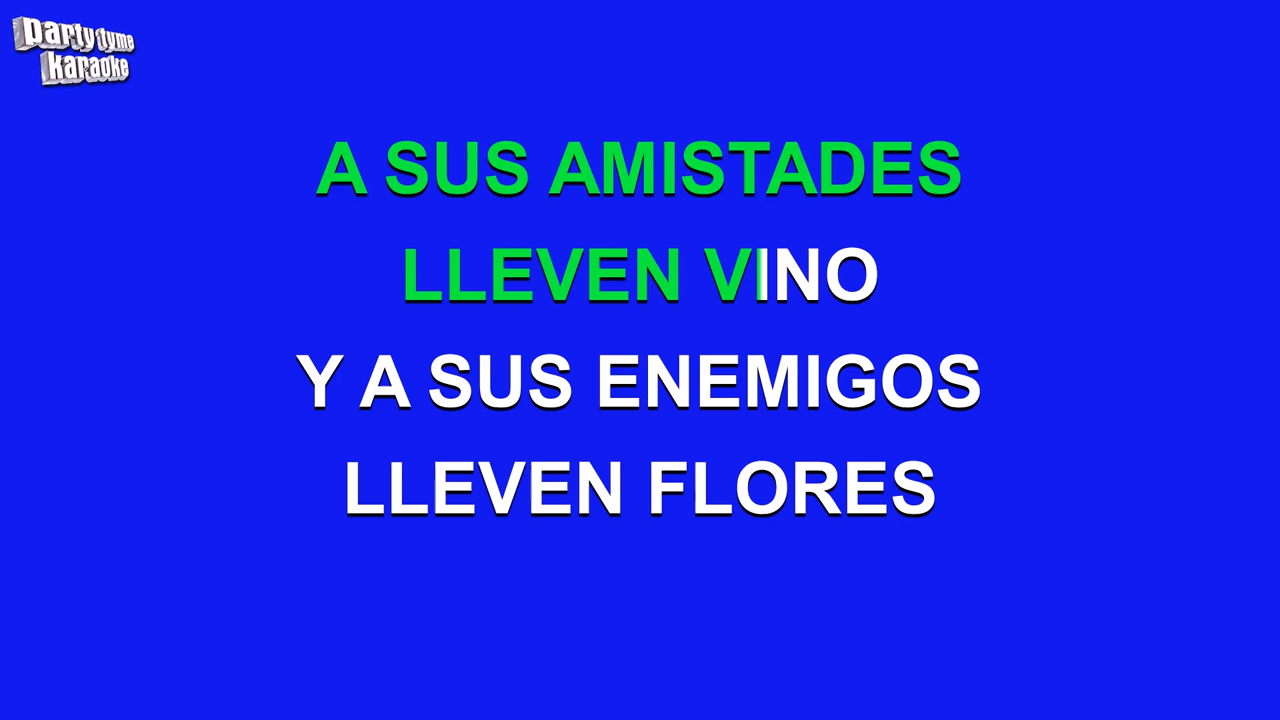 party tyme
karaoke
A SUS AMISTADES
LLEVEN VINO
Y A SUS ENEMIGOS
LLEVEN FLORES